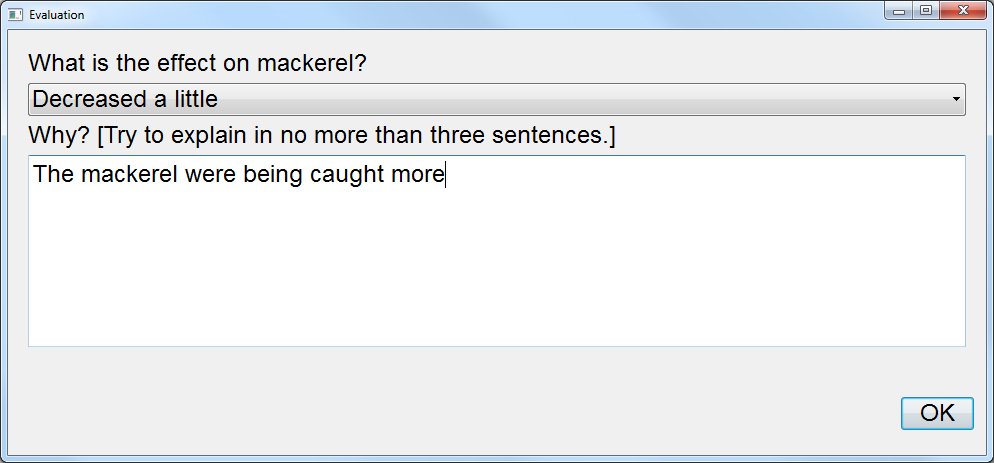 Evaluation
What is the effect on mackerel?
Decreased a little
Why? [Try to explain in no more than three sentences.]
The mackerel were being caught more
OK